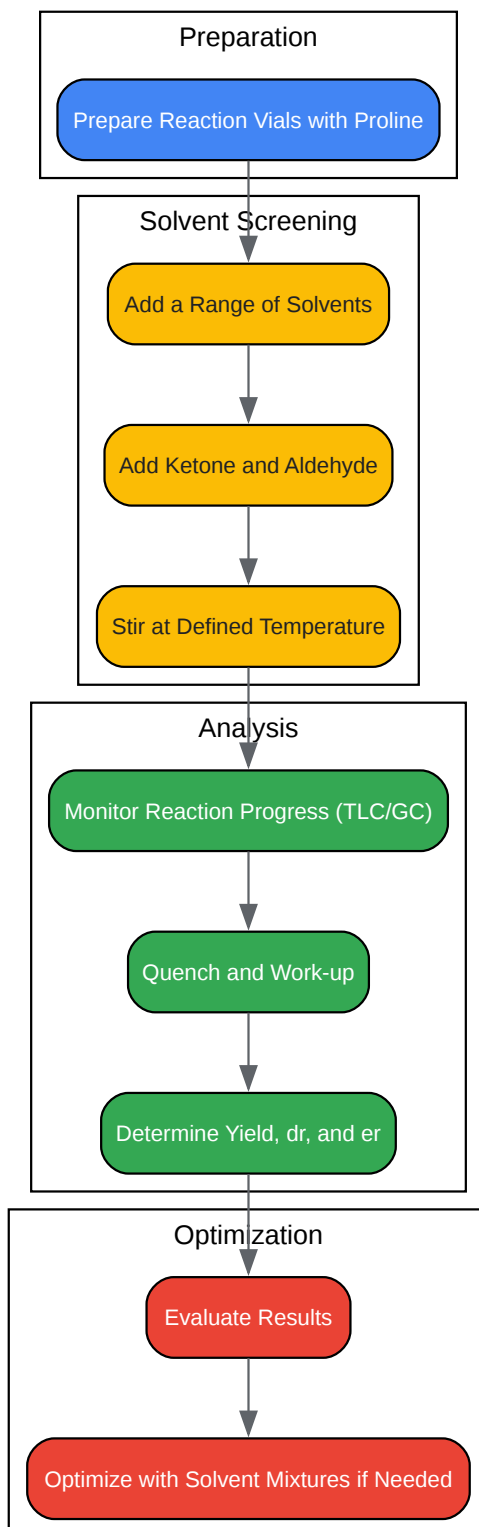 Preparation
Prepare Reaction Vials with Proline
Solvent Screening
Add a Range of Solvents
Add Ketone and Aldehyde
Stir at Defined Temperature
Analysis
Monitor Reaction Progress (TLC/GC)
Quench and Work-up
Determine Yield, dr, and er
Optimization
Evaluate Results
Optimize with Solvent Mixtures if Needed